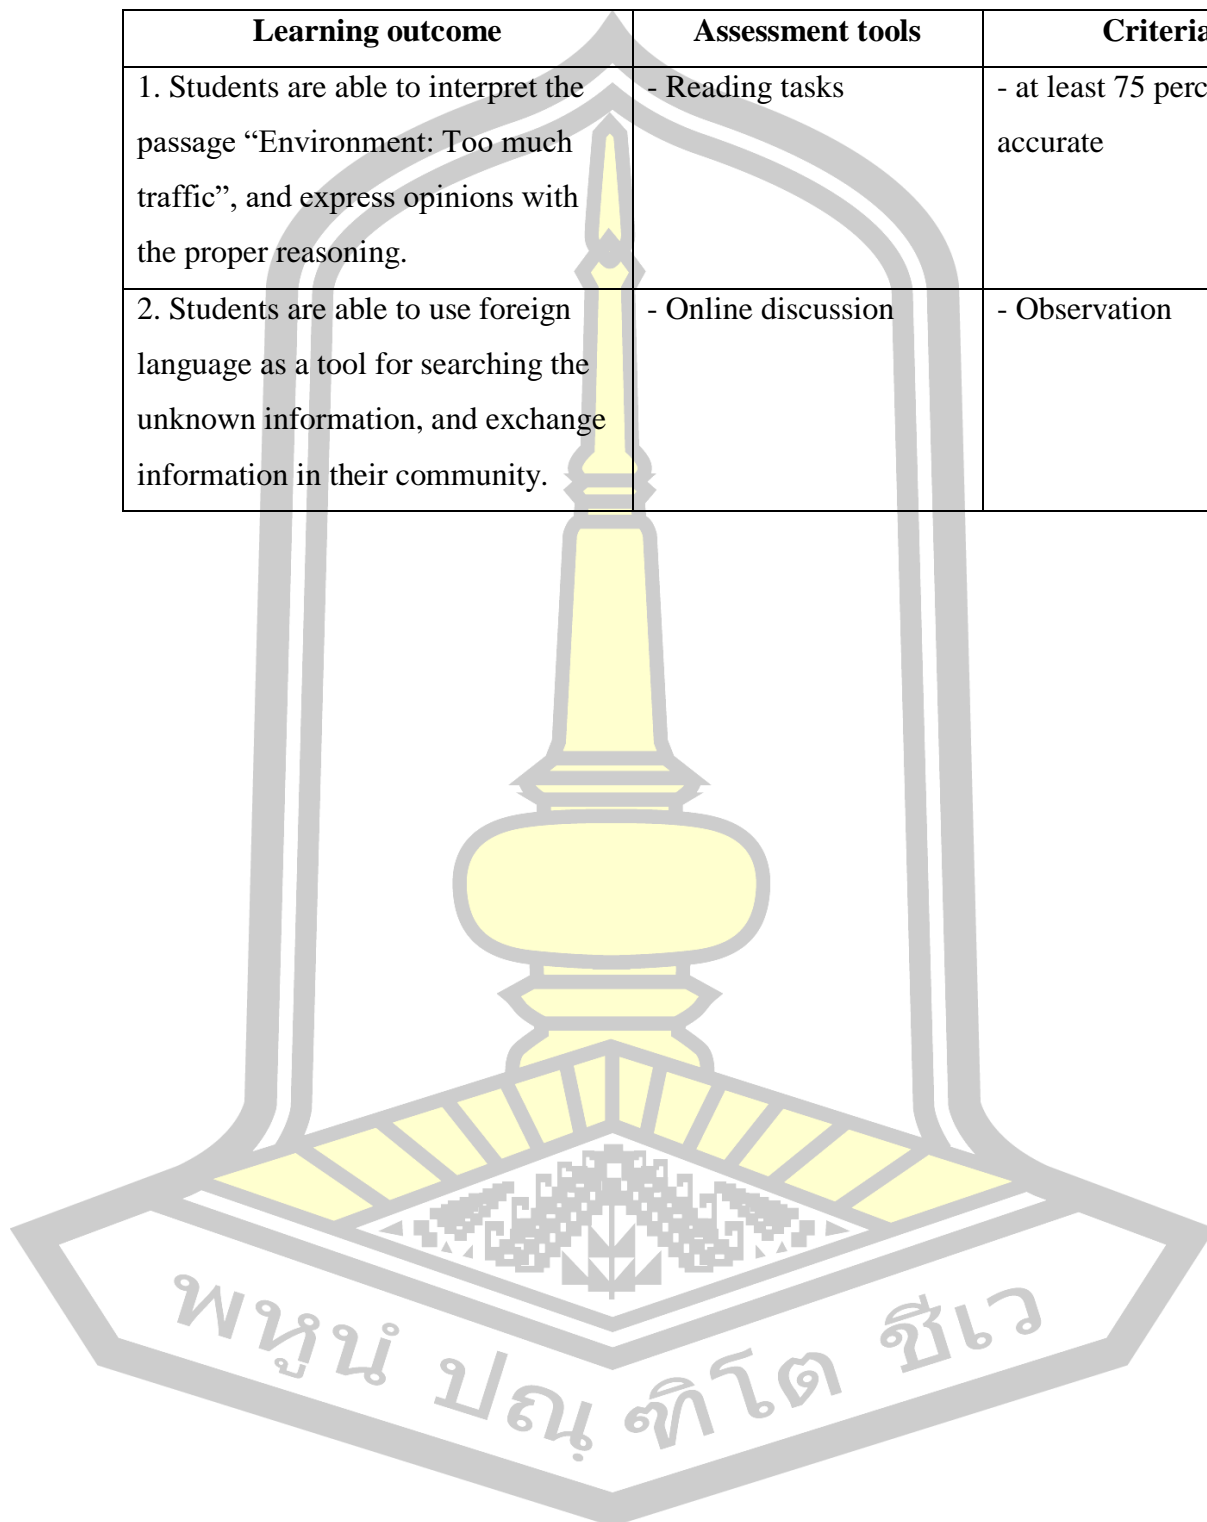 Learning outcome Assessment tools Criteria
1. Students are able to interpret the - Reading tasks - at least 75
passage “Environment: Too much accurate
traffic”, and express opinions with
the proper reasoning.
2. Students are able to use foreign - Online discussion - Observation
language as a tool for searching the
unknown information, and exchange
information in their community.
พหูนํ ปณฺฑิโต ชีเว